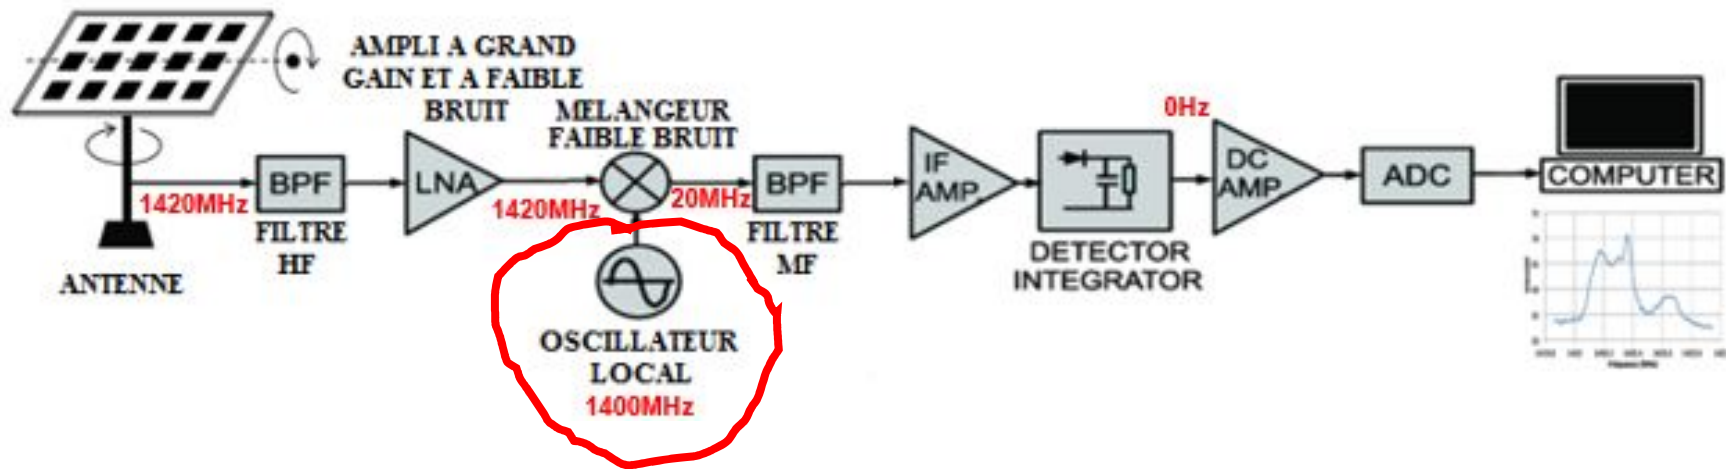 AMPLI A GRAND
GAIN ET A FAIBLE
BRUIT
MELANGEUR
FAIBLE BRUIT
0Hz
BPF
LNA
BPF
IF
AMP
DC
AMP
ADC
COMPUTER
1420MHz
1420MHz
20MHz
FILTRE
HF
FILTRE
MF
DETECTOR
INTEGRATOR
ANTENNE
OSCILLATEUR
LOCAL
1400MHz